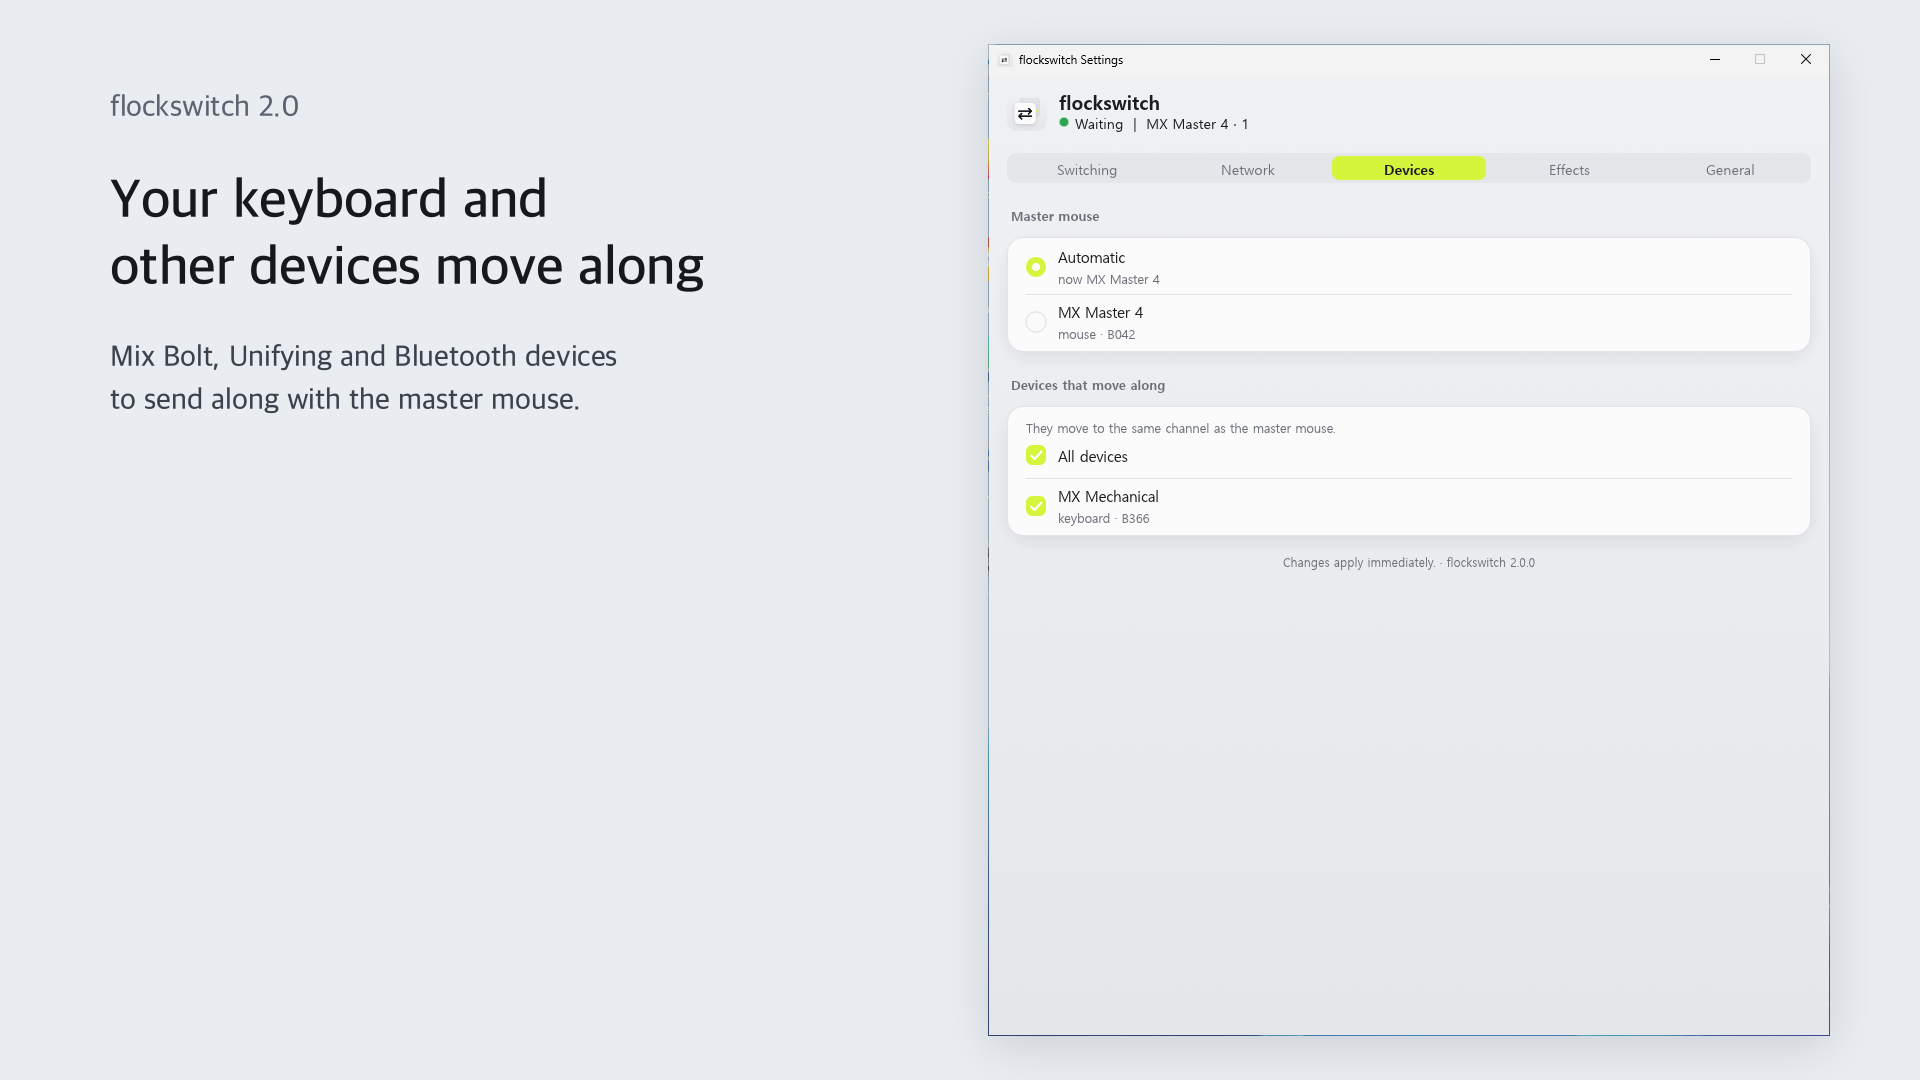 flockswitch 2.0
Your keyboard and
other devices move along
Mix Bolt, Unifying and Bluetooth devices
to send along with the master mouse.
flockswitch Settings
flockswitch
Waiting | MX Master 4 · 1
Switching Network Devices Effects General
Master mouse
Automatic
now MX Master 4
MX Master 4
mouse · B042
Devices that move along
They move to the same channel as the master mouse.
All devices
MX Mechanical
keyboard · B366
Changes apply immediately. · flockswitch 2.0.0